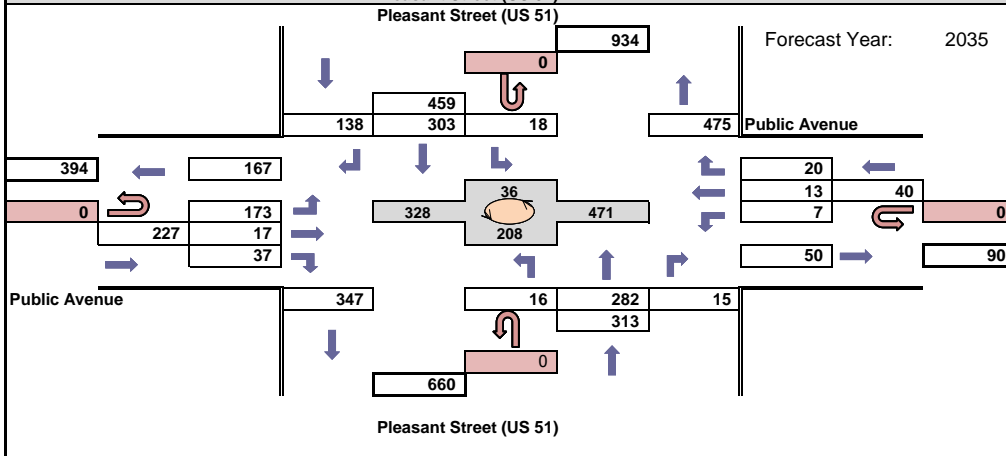 Pleasant Street (US 51)
934
Forecast Year: 2035
0
459
138 303 18 475 Public Avenue
394 167 20
36 13 40
0 173 328 471 7 0
227 17 208
37 50 90
Public Avenue 347 16 282 15
313
0
660
Pleasant Street (US 51)